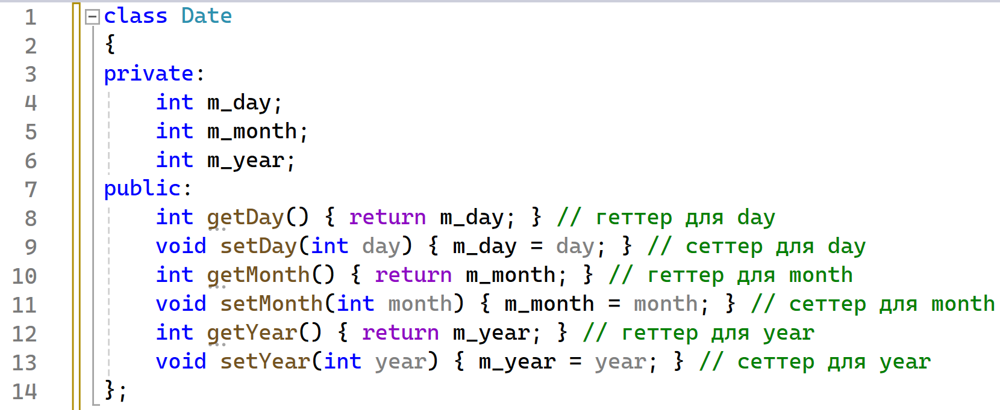 1 class Date
2 {
3 private:
4 int m_day;
5 int m_month;
6 int m_year;
7 public:
8 int getDay() { return m_day; } // геттер для day
9 void setDay(int day) { m_day = day; } // сеттер для day
10 int getMonth() { return m_month; } // геттер для month
11 void setMonth(int month) { m_month = month; } // сеттер для month
12 int getYear() { return m_year; } // геттер для year
13 void setYear(int year) { m_year = year; } // сеттер для year
14 };